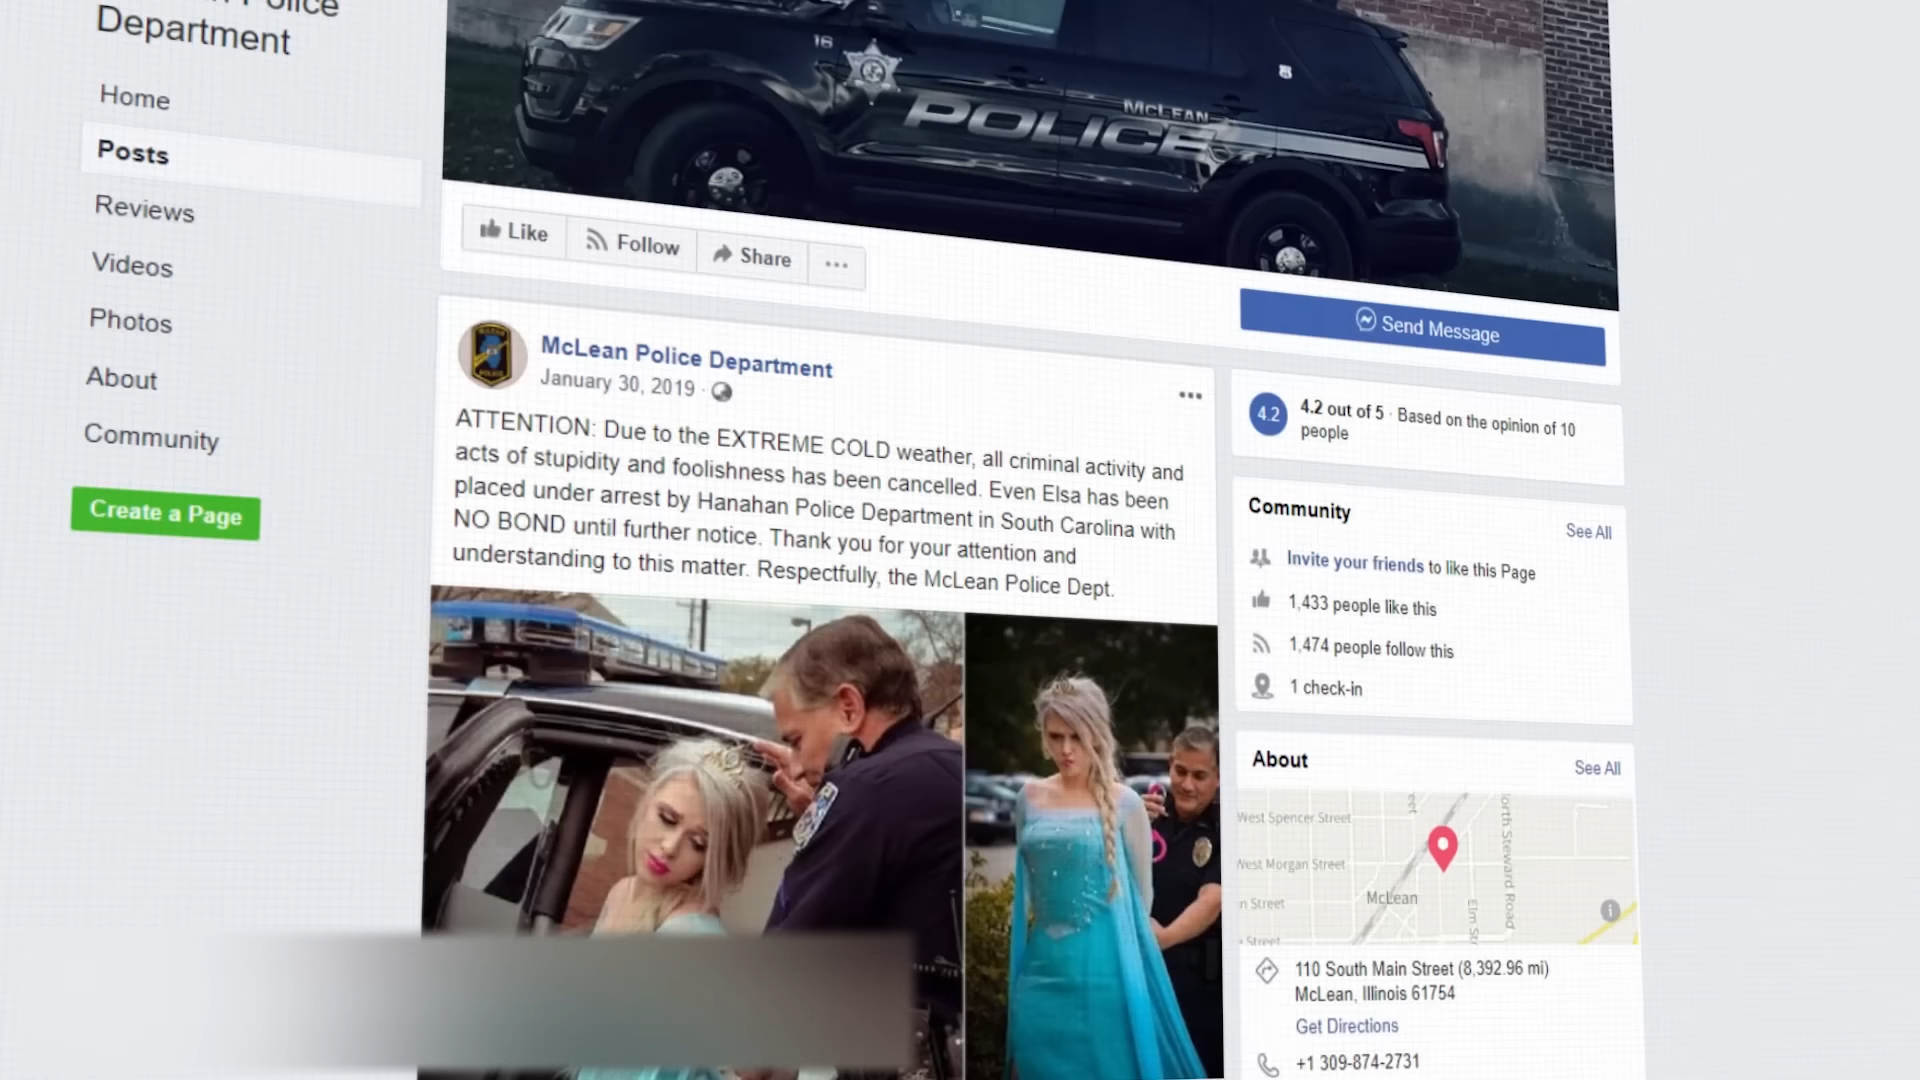 Police
Department
Home
Posts
Reviews
Videos
Photos
About
Community
Create a Page
16
8
McLEAN
POLICE
Like
Follow
Share
Send Message
McLean Police Department
January 30, 2019 ·
ATTENTION: Due to the EXTREME COLD weather, all criminal activity and
acts of stupidity and foolishness has been cancelled. Even Elsa has been
placed under arrest by Hanahan Police Department in South Carolina with
NO BOND until further notice. Thank you for your attention and
understanding to this matter. Respectfully, the McLean Police Dept.
4.2
4.2 out of 5 · Based on the opinion of 10
people
Community
See All
Invite your friends to like this Page
1,433 people like this
1,474 people follow this
1 check-in
About
See All
West Spencer Street
West Morgan Street
McLean
Street
Street
Steward Road
Elm
110 South Main Street (8,392.96 mi)
McLean, Illinois 61754
Get Directions
+1 309-874-2731